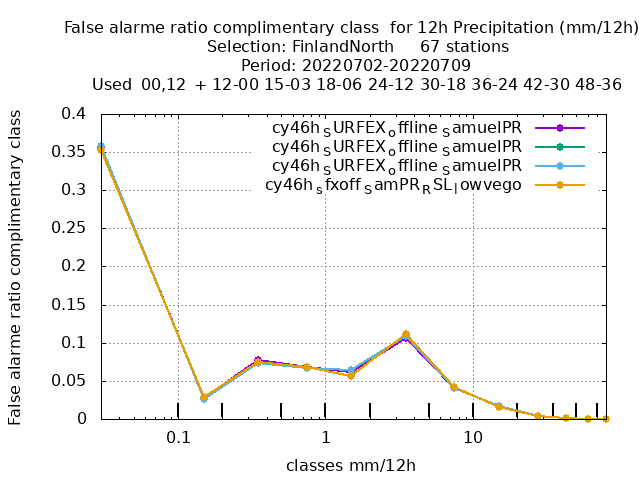 False alarme ratio complimentary class  for 12h Precipitation (mm/12h)
Selection: FinlandNorth     67 stations
Period: 20220702-20220709
Used  00,12  + 12-00 15-03 18-06 24-12 30-18 36-24 42-30 48-36
False alarme ratio complimentary class
0.4
0.35
0.3
0.25
0.2
0.15
0.1
0.05
0
cy46h_SURFEX_offline_SamuelPR
cy46h_SURFEX_offline_SamuelPR
cy46h_SURFEX_offline_SamuelPR
cy46h_sfxoff_SamPR_RSL_lowvego
0.1
1
10
classes mm/12h